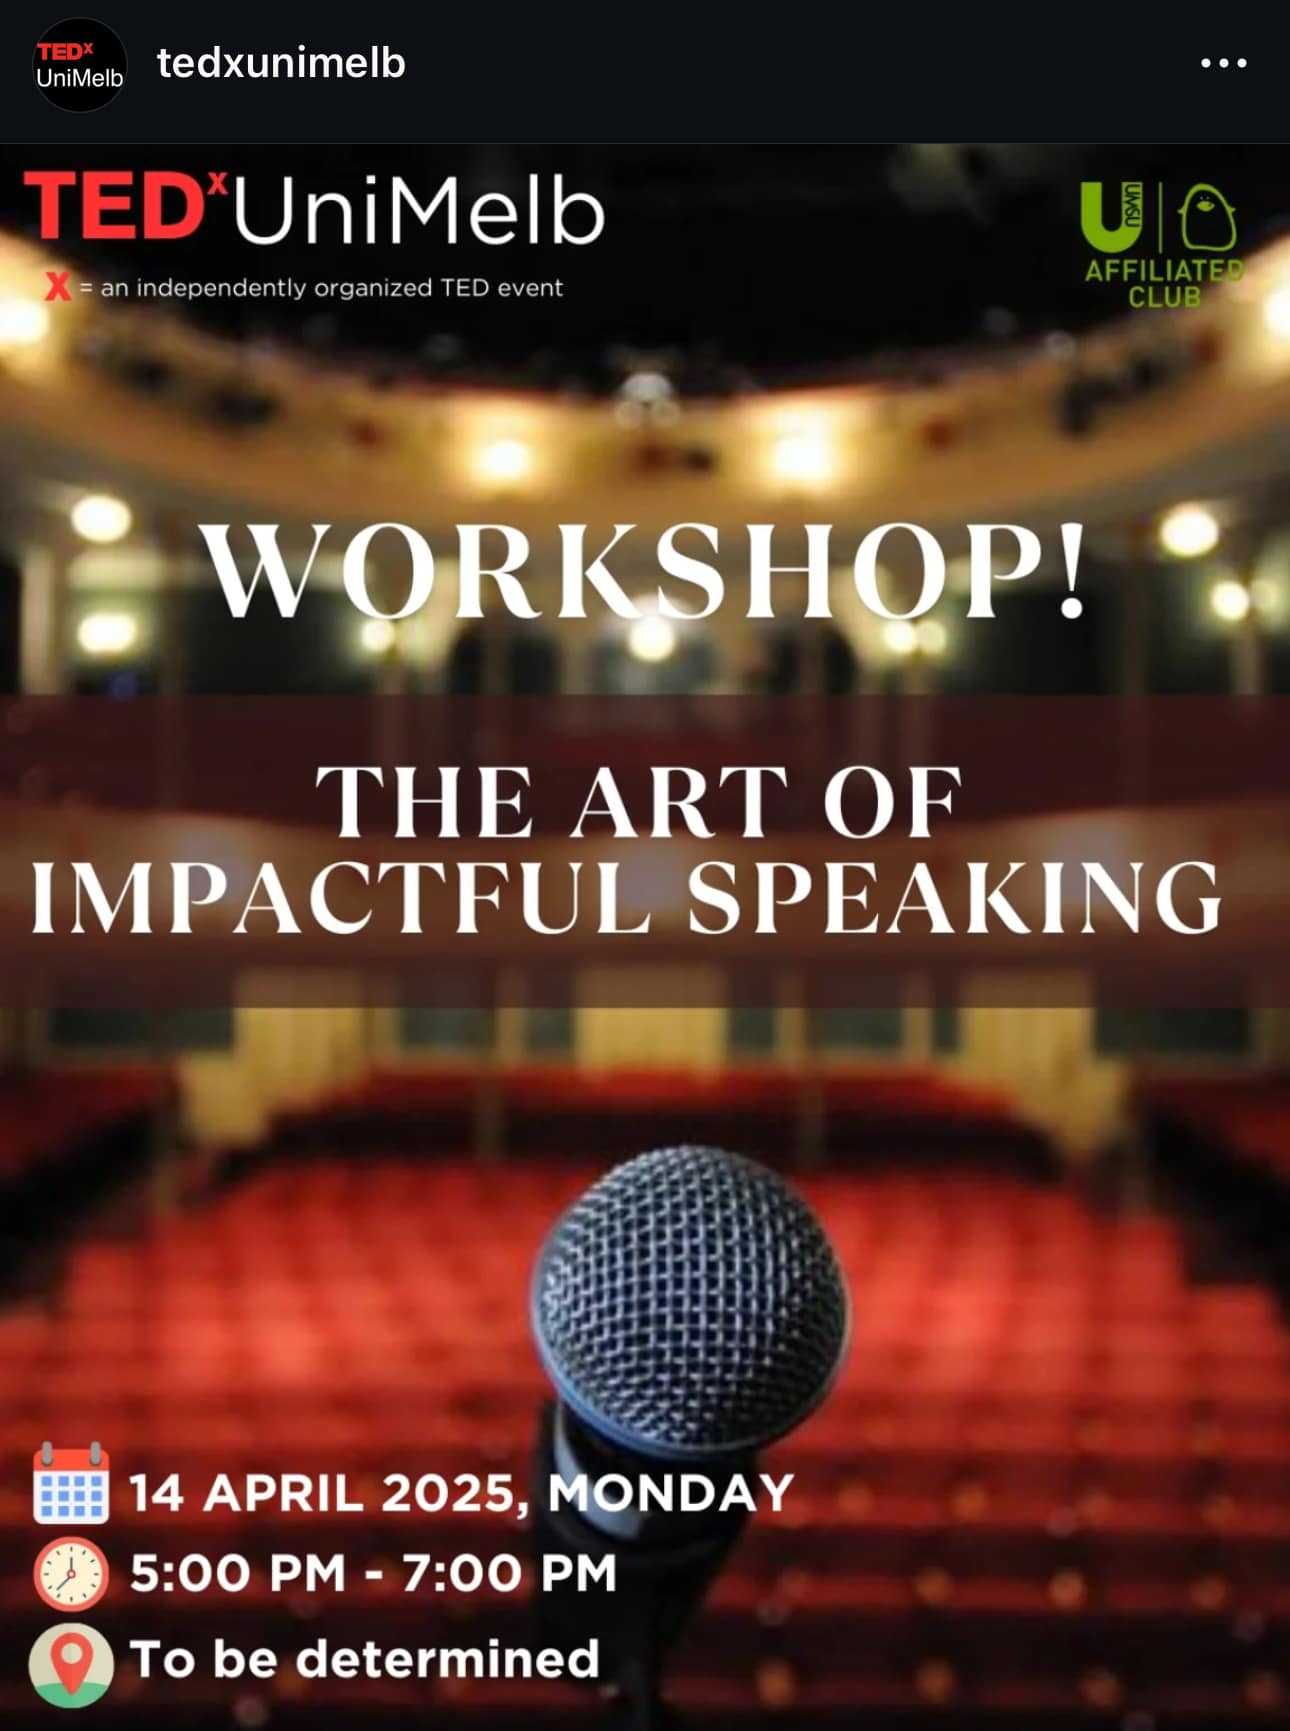 TEDx
UniMelb
tedxunimelb
TEDxUniMelb
X = an independently organized TED event
UMSU
AFFILIATED
CLUB
WORKSHOP!
THE ART OF
IMPACTFUL SPEAKING
14 APRIL 2025, MONDAY
5:00 PM - 7:00 PM
To be determined